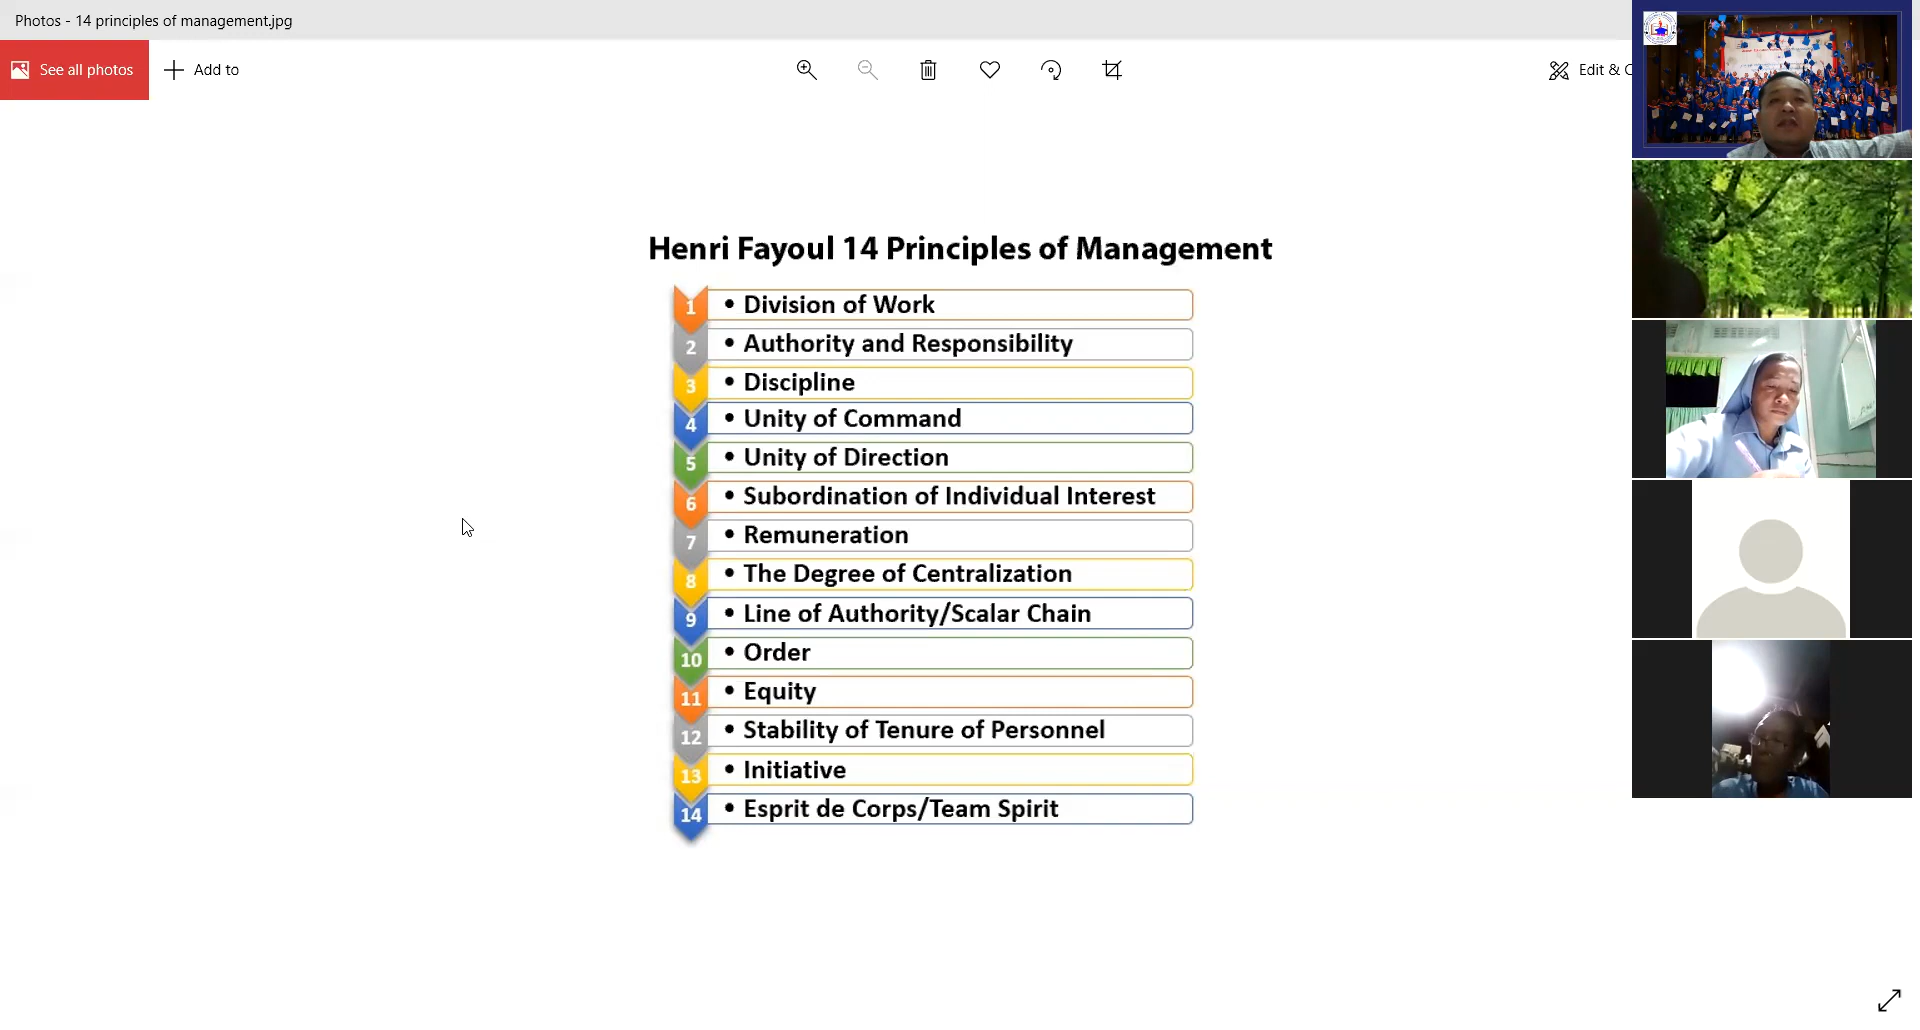 Photos - 14 principles of management.jpg
See all photos
Add to
Edit & C
Henri Fayoul 14 Principles of Management
1 • Division of Work
2 • Authority and Responsibility
3 • Discipline
4 • Unity of Command
5 • Unity of Direction
6 • Subordination of Individual Interest
7 • Remuneration
8 • The Degree of Centralization
9 • Line of Authority/Scalar Chain
10 • Order
11 • Equity
12 • Stability of Tenure of Personnel
13 • Initiative
14 • Esprit de Corps/Team Spirit